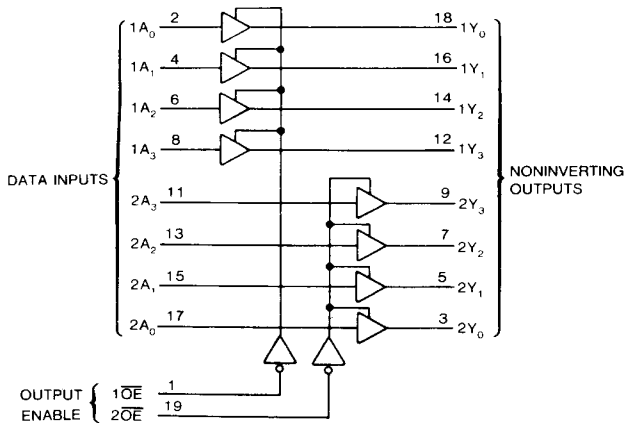 1A₀ 2 18 1Y₀
1A₁ 4 16 1Y₁
1A₂ 6 14 1Y₂
1A₃ 8 12 1Y₃
DATA INPUTS
NONINVERTING
OUTPUTS
2A₃ 11 9 2Y₃
2A₂ 13 7 2Y₂
2A₁ 15 5 2Y₁
2A₀ 17 3 2Y₀
OUTPUT 1O̅E̅ 1
ENABLE 2O̅E̅ 19